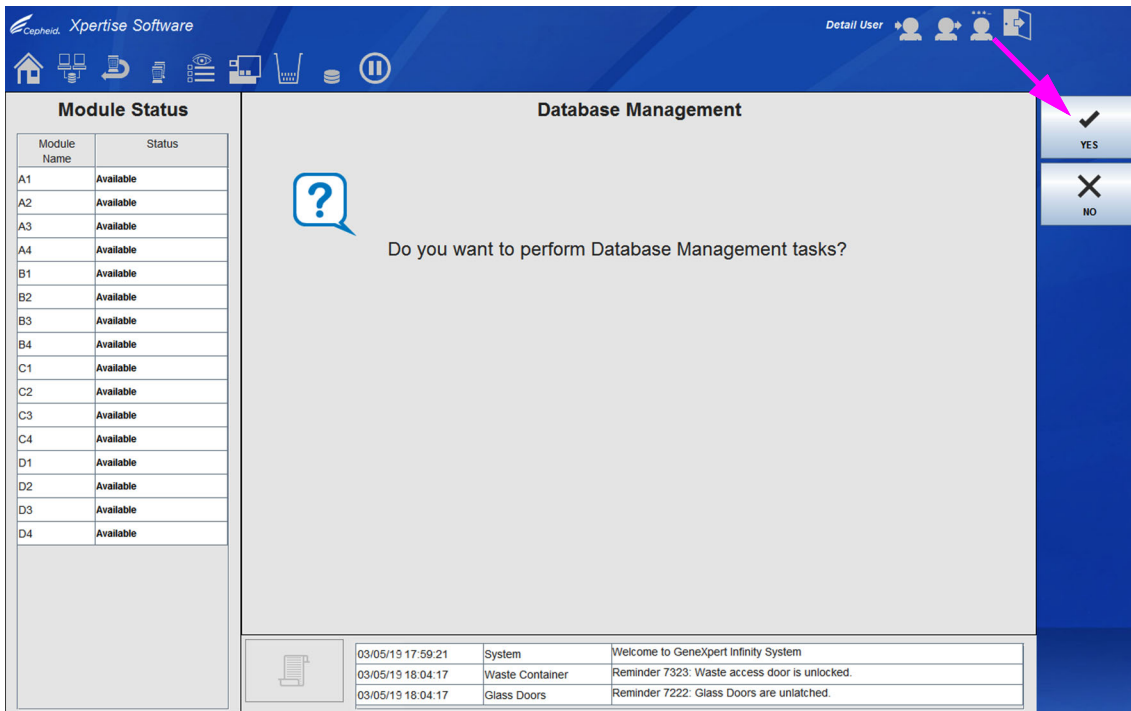 Cepheid. Xpertise Software
Detail User
Module Status
Module Name Status
A1 Available
A2 Available
A3 Available
A4 Available
B1 Available
B2 Available
B3 Available
B4 Available
C1 Available
C2 Available
C3 Available
C4 Available
D1 Available
D2 Available
D3 Available
D4 Available
Database Management
?
Do you want to perform Database Management tasks?
YES
NO
03/05/19 17:59:21 System Welcome to GeneXpert Infinity System
03/05/19 18:04:17 Waste Container Reminder 7323: Waste access door is unlocked.
03/05/19 18:04:17 Glass Doors Reminder 7222: Glass Doors are unlatched.